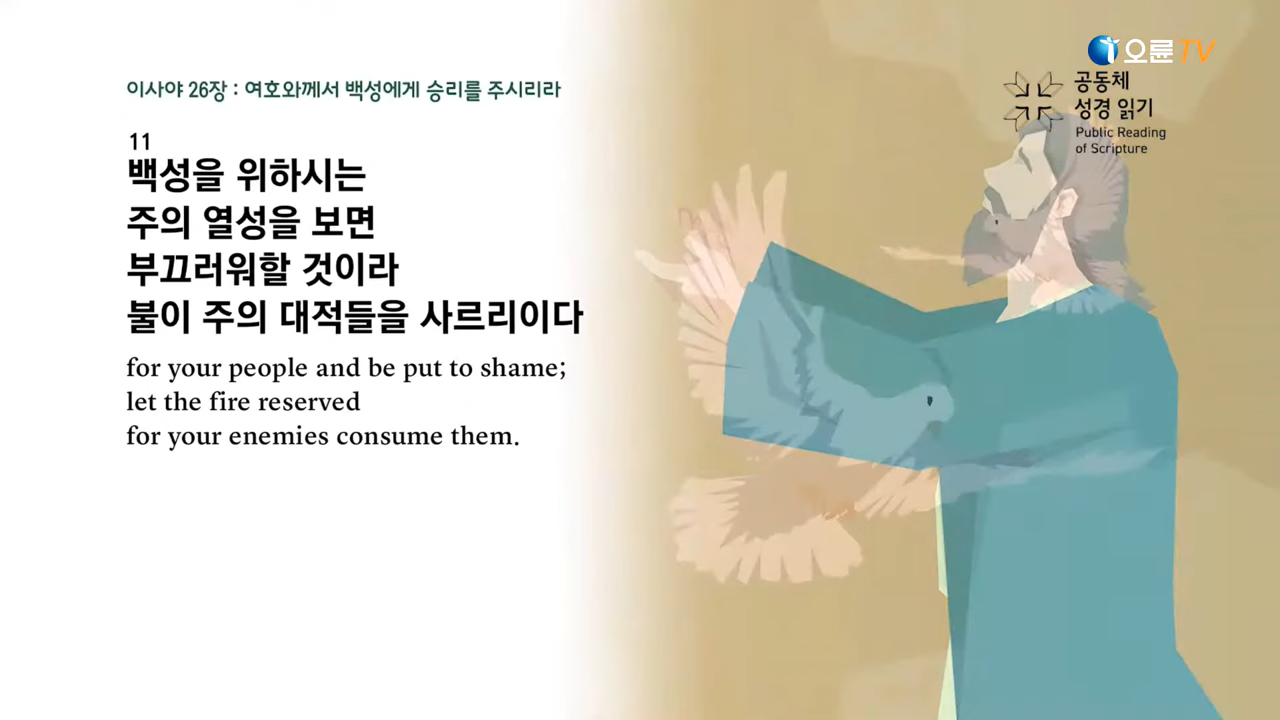 오륜TV
공동체
성경 읽기
Public Reading
of Scripture
이사야 26장 : 여호와께서 백성에게 승리를 주시리라
11
백성을 위하시는
주의 열성을 보면
부끄러워할 것이라
불이 주의 대적들을 사르리이다
for your people and be put to shame;
let the fire reserved
for your enemies consume them.